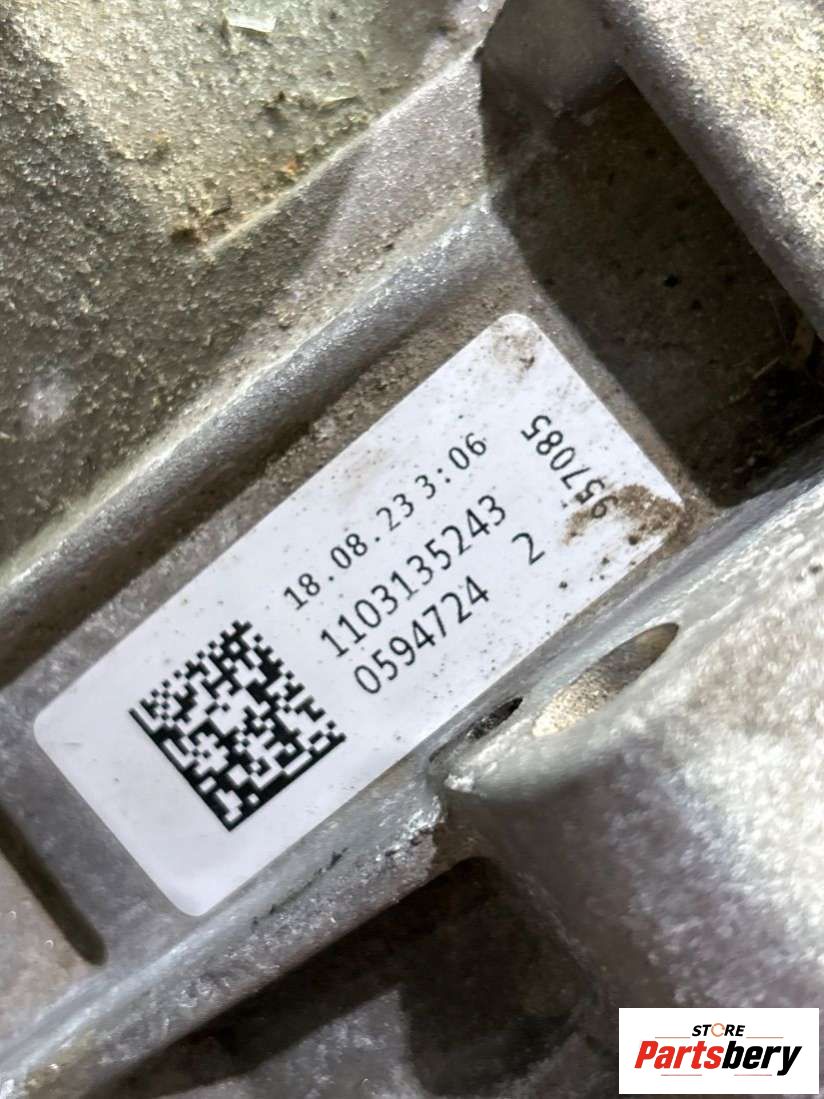 18.08.23 3:06
1103135243
0594724 2
957085
STORE
Partsbery